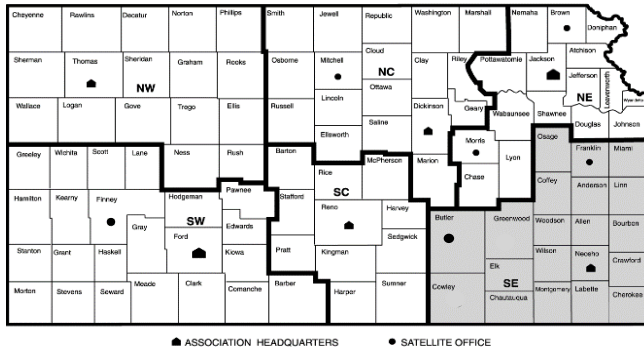 Cheyenne Rawlins Decatur Norton Phillips Smith Jewell Republic Washington Marshall Nemaha Brown Doniphan
Sherman Thomas Sheridan Graham Rooks Osborne Mitchell Cloud Clay Riley Pottawatomie Jackson Atchison
NW NC NE
Jefferson Leavenworth
Wallace Logan Gove Trego Ellis Russell Lincoln Ottawa Dickinson Geary Wabaunsee Shawnee Douglas Johnson
Ellsworth Saline Morris
Greeley Wichita Scott Lane Ness Rush Barton Rice McPherson Marion Chase Lyon Osage Franklin Miami
Hamilton Kearny Finney Hodgeman Pawnee Stafford SC Reno Harvey Butler Greenwood Coffey Anderson Linn
SW
Gray Ford Edwards Sedgwick Woodson Allen Bourbon
Stanton Grant Haskell Kiowa Pratt Kingman Elk Wilson Neosho Crawford
SE
Morton Stevens Seward Meade Clark Comanche Barber Harper Sumner Cowley Chautauqua Montgomery Labette Cherokee
ASSOCIATION HEADQUARTERS SATELLITE OFFICE